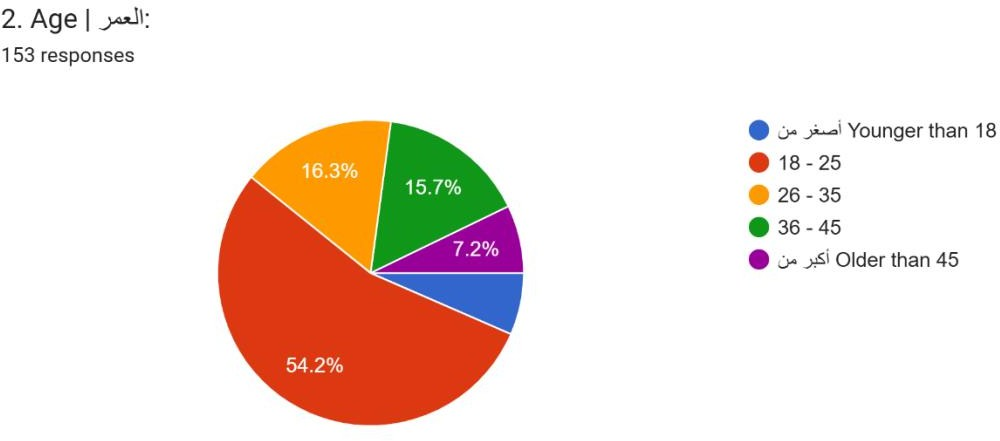 2. Age | العمر:
153 responses
16.3%
15.7%
7.2%
54.2%
أصغر من Younger than 18
18 - 25
26 - 35
36 - 45
أكبر من Older than 45